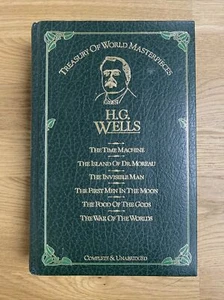 TREASURY OF WORLD MASTERPIECES
H.G.
WELLS
THE TIME MACHINE
THE ISLAND OF DR. MOREAU
THE INVISIBLE MAN
THE FIRST MEN IN THE MOON
THE FOOD OF THE GODS
THE WAR OF THE WORLDS
COMPLETE & UNABRIDGED